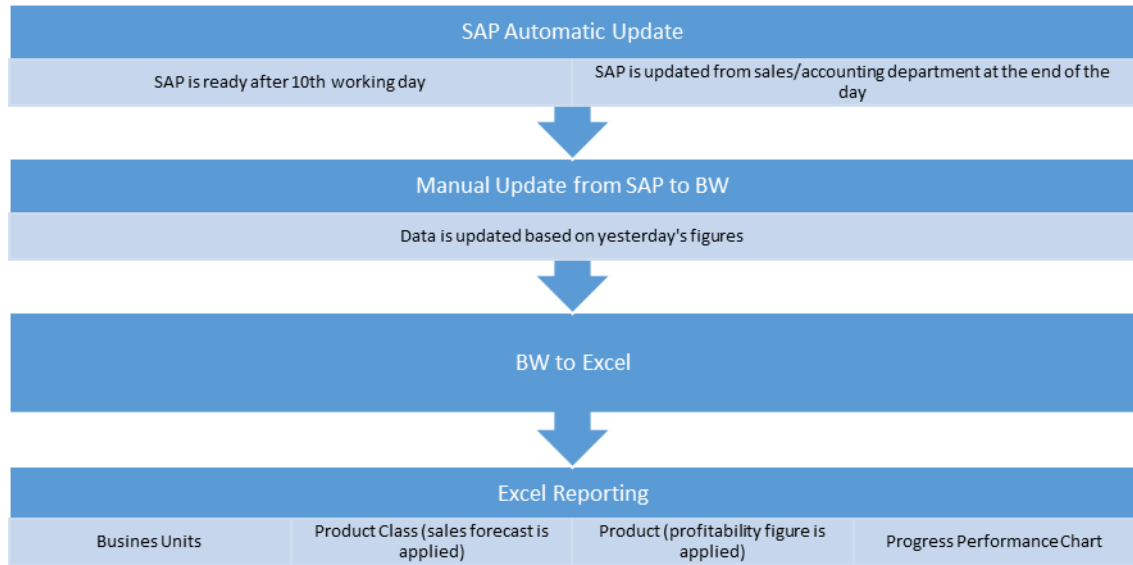 SAP Automatic Update
SAP is ready after 10th working day
SAP is updated from sales/accounting department at the end of the
day
Manual Update from SAP to BW
Data is updated based on yesterday's figures
BW to Excel
Excel Reporting
Busines Units
Product Class (sales forecast is
applied)
Product (profitability figure is
applied)
Progress Performance Chart